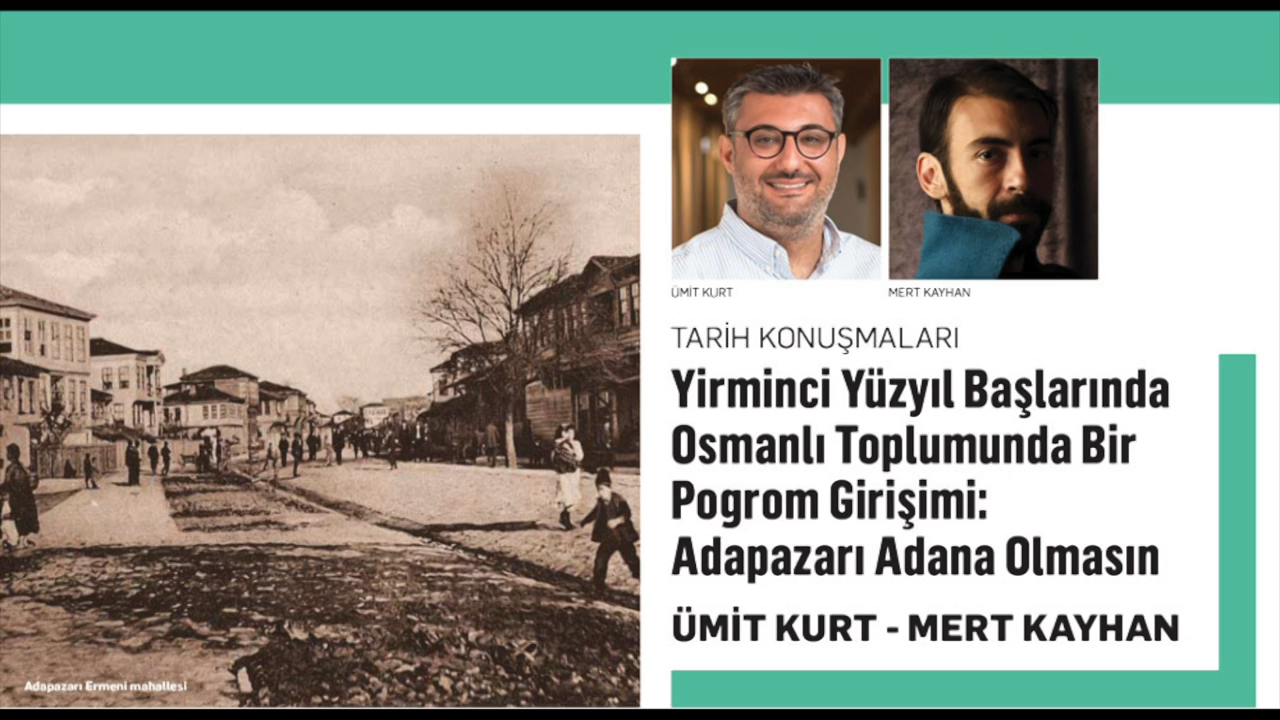 ÜMİT KURT
MERT KAYHAN
TARİH KONUŞMALARI
Yirminci Yüzyıl Başlarında
Osmanlı Toplumunda Bir
Pogrom Girişimi:
Adapazarı Adana Olmasın
ÜMİT KURT - MERT KAYHAN
Adapazarı Ermeni mahallesi